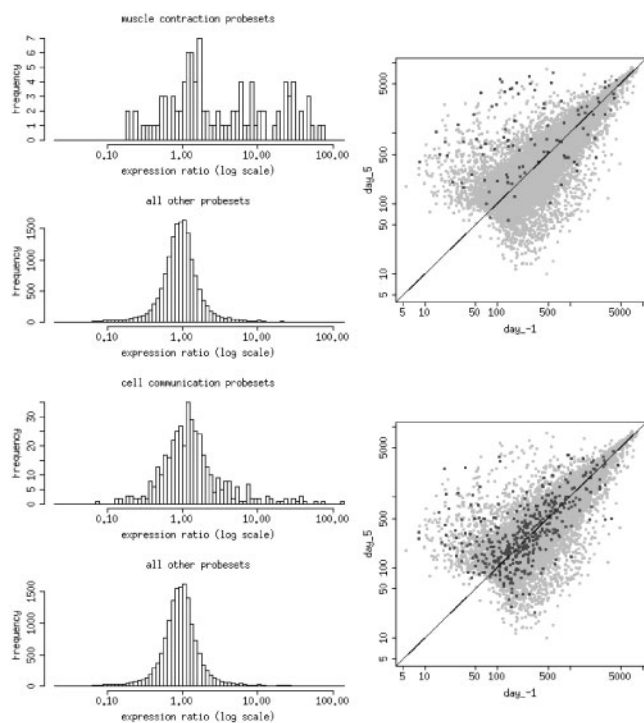 muscle contraction probesets
Frequency
0 1 2 3 4 5 6 7
0.10 1.00 10.00 100.00
expression ratio (log scale)
all other probesets
Frequency
0 500 1000 1500
0.10 1.00 10.00 100.00
expression ratio (log scale)
day_5
5 10 50 100 500 5000
5 10 50 100 500 5000
day_-1
cell communication probesets
Frequency
0 5 10 20 30
0.10 1.00 10.00 100.00
expression ratio (log scale)
all other probesets
Frequency
0 500 1000 1500
0.10 1.00 10.00 100.00
expression ratio (log scale)
day_5
5 10 50 100 500 5000
5 10 50 100 500 5000
day_-1